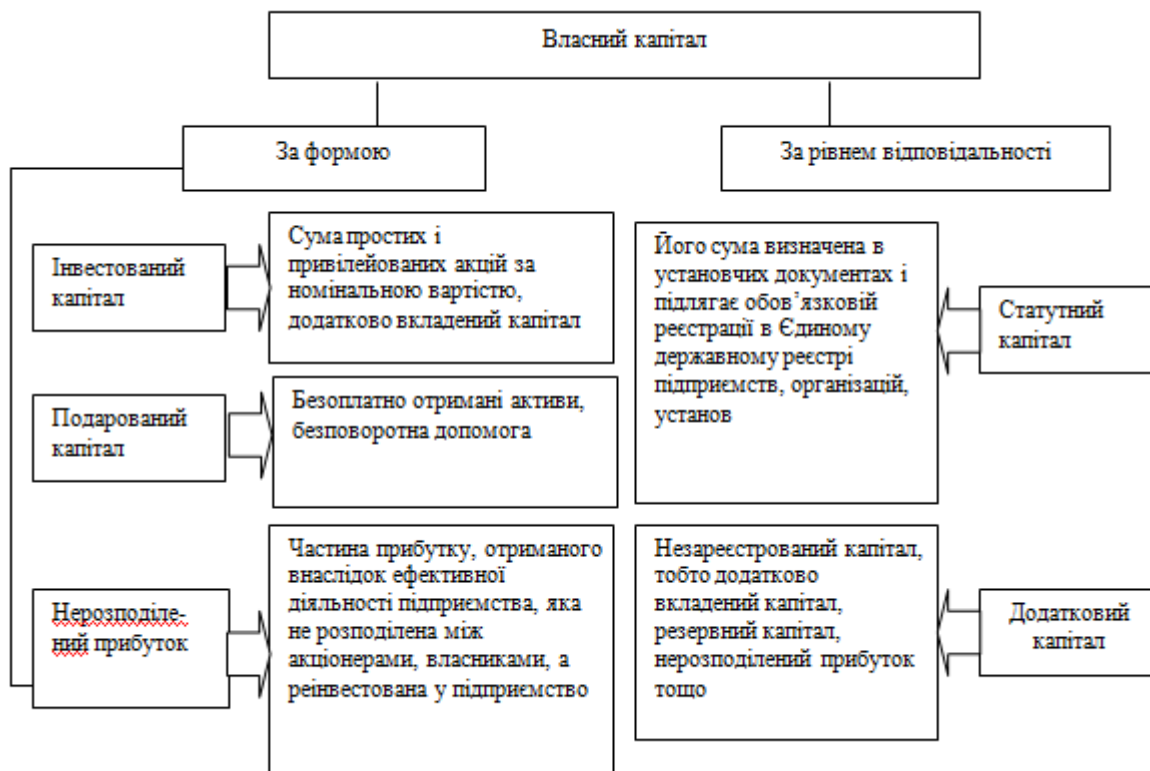 Власний капітал
За формою
За рівнем відповідальності
Інвестований
капітал
Сума простих і
привілейованих акцій за
номінальною вартістю,
додатково вкладений капітал
Подарований
капітал
Безоплатно отримані активи,
безповоротна допомога
Нерозподіле-
ний прибуток
Частина прибутку, отриманого
внаслідок ефективної
діяльності підприємства, яка
не розподілена між
акціонерами, власниками, а
реінвестована у підприємство
Його сума визначена в
установчих документах і
підлягає обов’язковій
реєстрації в Єдиному
державному реєстрі
підприємств, організацій,
установ
Статутний
капітал
Незареєстрований капітал,
тобто додатково
вкладений капітал,
резервний капітал,
нерозподілений прибуток
тощо
Додатковий
капітал